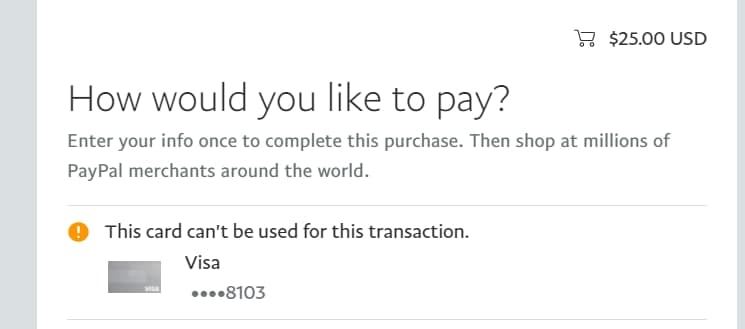 $25.00 USD
How would you like to pay?
Enter your info once to complete this purchase. Then shop at millions of
PayPal merchants around the world.
This card can't be used for this transaction.
Visa
VISA
••••8103